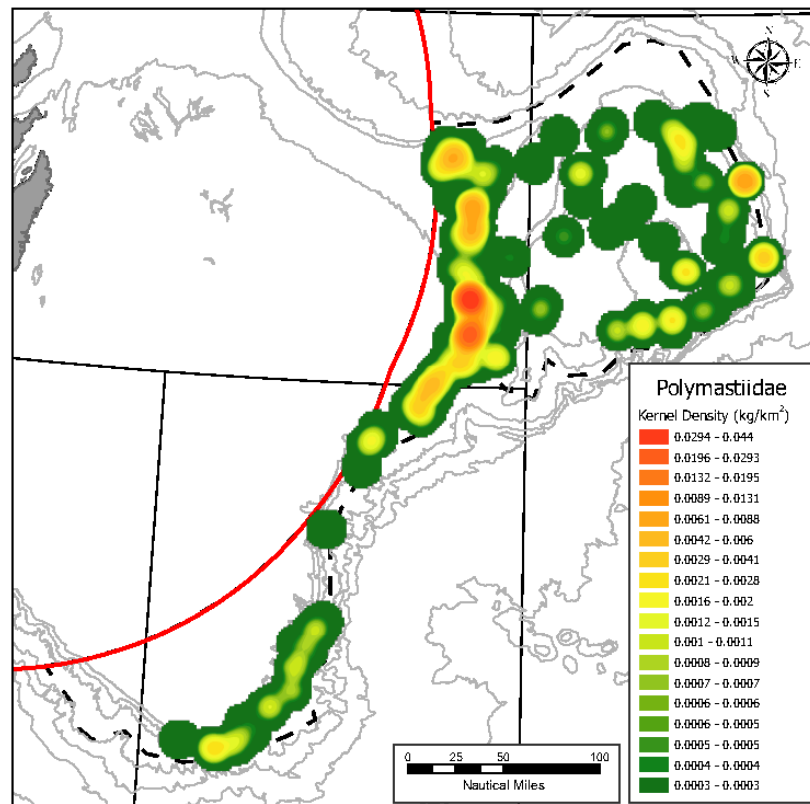 N
W E
S
Polymastiidae
Kernel Density (kg/km²)
0.0294 - 0.044
0.0196 - 0.0293
0.0132 - 0.0195
0.0089 - 0.0131
0.0061 - 0.0088
0.0042 - 0.006
0.0029 - 0.0041
0.0021 - 0.0028
0.0016 - 0.002
0.0012 - 0.0015
0.001 - 0.0011
0.0008 - 0.0009
0.0007 - 0.0007
0.0006 - 0.0006
0.0006 - 0.0005
0.0005 - 0.0005
0.0004 - 0.0004
0.0003 - 0.0003
0 25 50 100
Nautical Miles